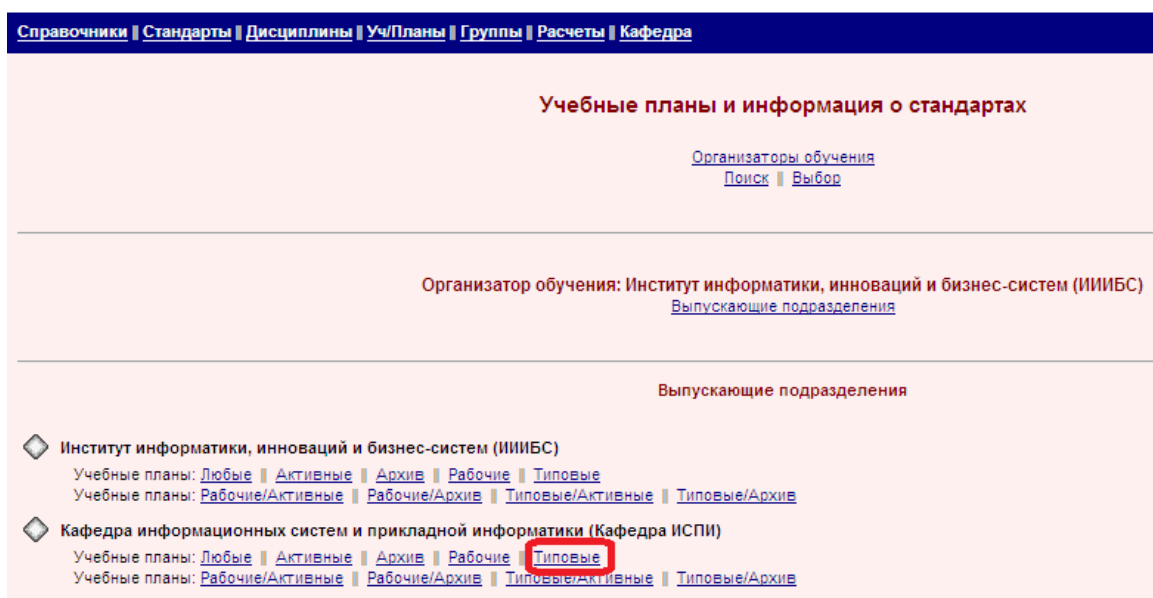 Справочники || Стандарты || Дисциплины || Уч/Планы || Группы || Расчеты || Кафедра
Учебные планы и информация о стандартах
Организаторы обучения
Поиск || Выбор
Организатор обучения: Институт информатики, инноваций и бизнес-систем (ИИИБС)
Выпускающие подразделения
Выпускающие подразделения
Институт информатики, инноваций и бизнес-систем (ИИИБС)
Учебные планы: Любые || Активные || Архив || Рабочие || Типовые
Учебные планы: Рабочие/Активные || Рабочие/Архив || Типовые/Активные || Типовые/Архив
Кафедра информационных систем и прикладной информатики (Кафедра ИСПИ)
Учебные планы: Любые || Активные || Архив || Рабочие || Типовые
Учебные планы: Рабочие/Активные || Рабочие/Архив || Типовые/Активные || Типовые/Архив